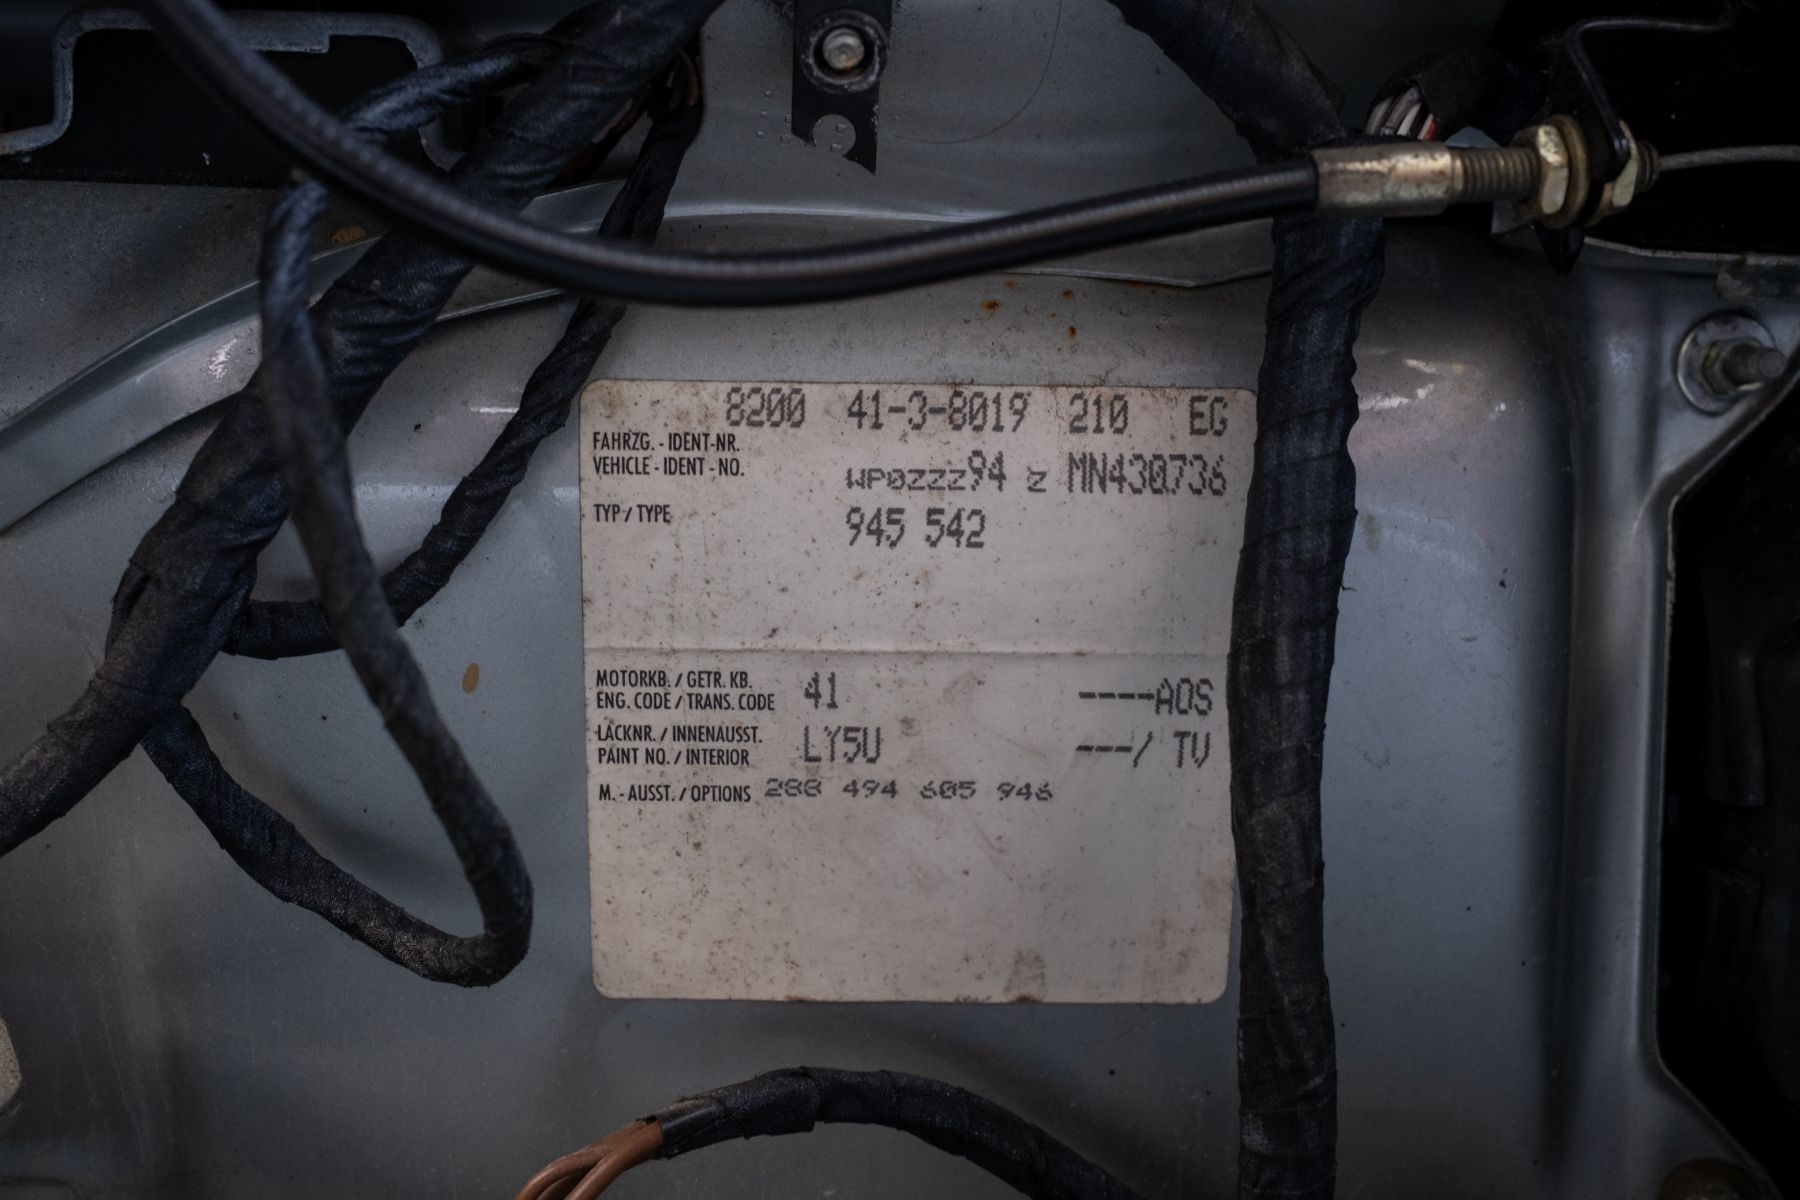 8200 41-3-8019 210 EG
FAHRZG. - IDENT-NR.
VEHICLE - IDENT - NO. WP0ZZZ94 Z MN430736
TYP / TYPE 945 542
MOTORKB. / GETR. KB.
ENG. CODE / TRANS. CODE 41 ----AOS
LACKNR. / INNENAUSST.
PAINT NO. / INTERIOR LY5U ---/ TV
M. - AUSST. / OPTIONS 288 494 605 946